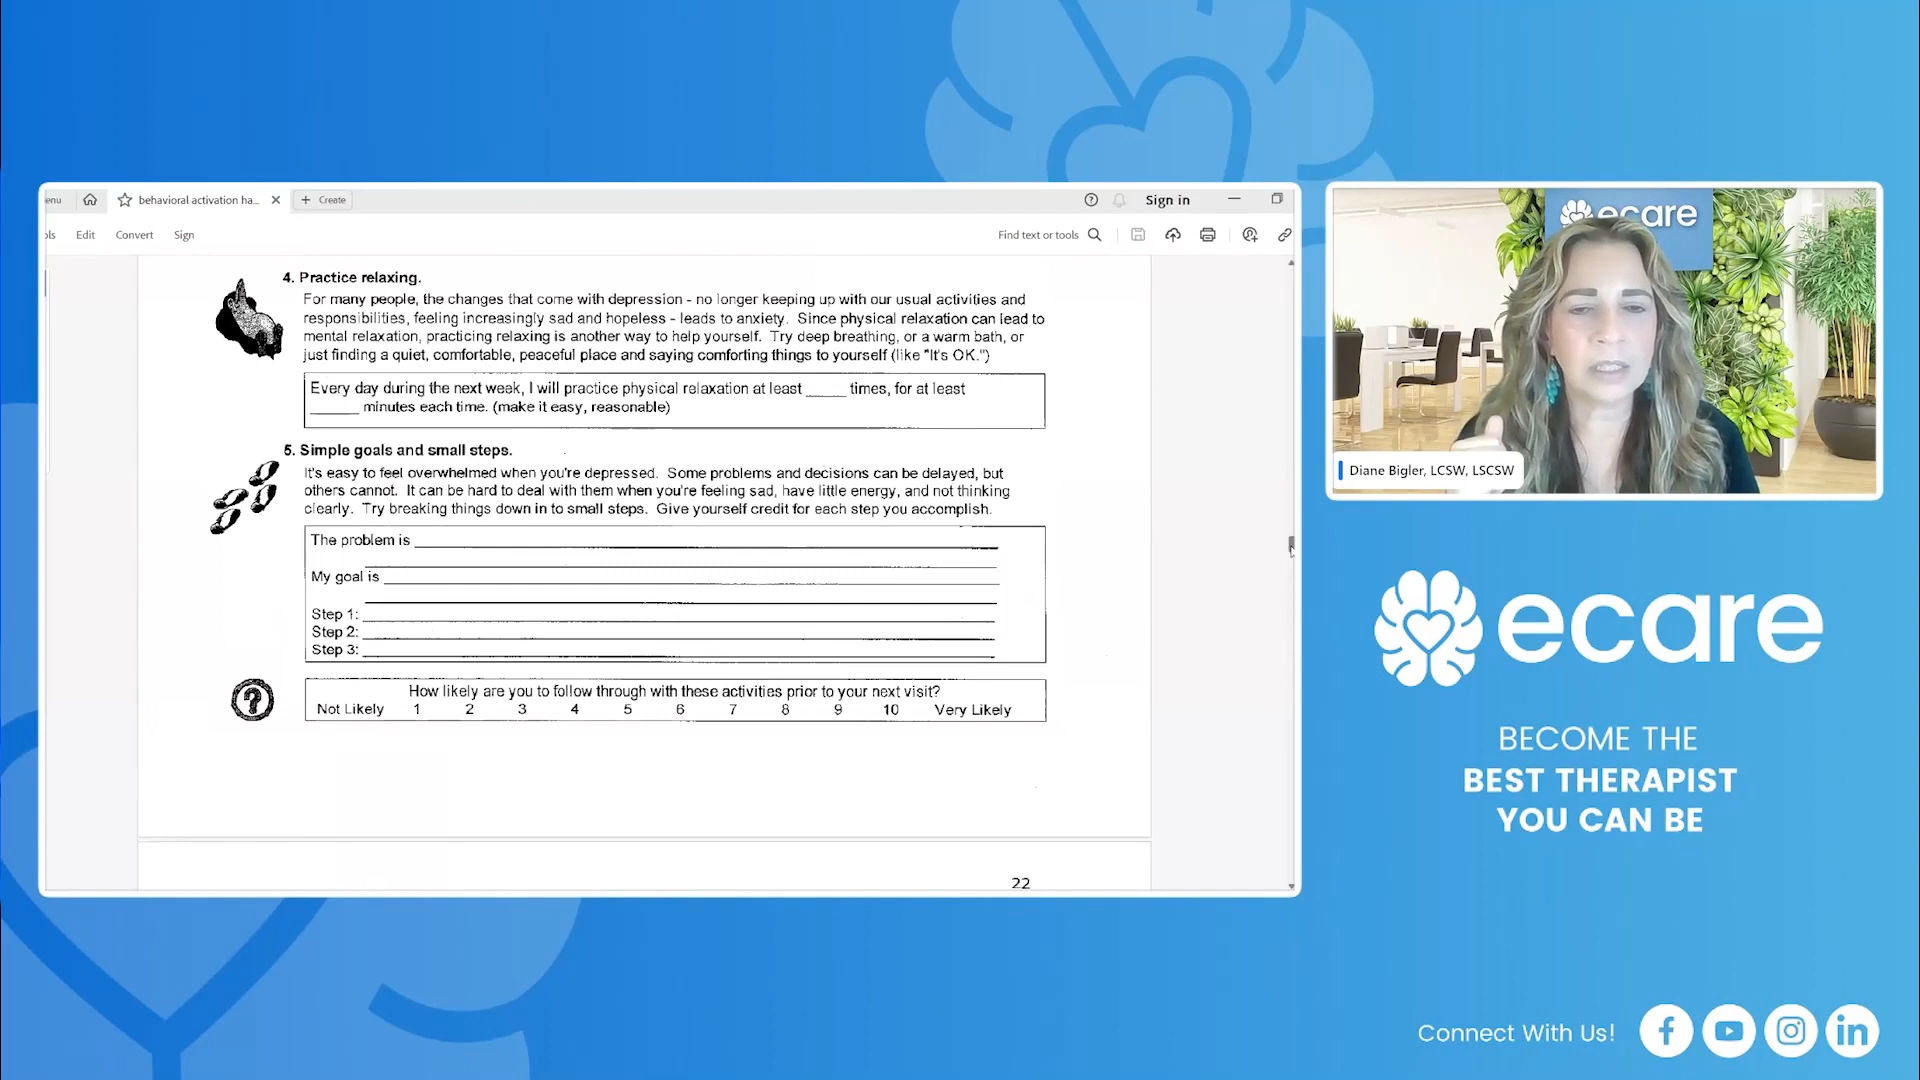 enu
behavioral activation ha...
Create
Sign in
ols
Edit
Convert
Sign
Find text or tools
4. Practice relaxing.
For many people, the changes that come with depression - no longer keeping up with our usual activities and
responsibilities, feeling increasingly sad and hopeless - leads to anxiety. Since physical relaxation can lead to
mental relaxation, practicing relaxing is another way to help yourself. Try deep breathing, or a warm bath, or
just finding a quiet, comfortable, peaceful place and saying comforting things to yourself (like "It's OK.")
Every day during the next week, I will practice physical relaxation at least _____ times, for at least
______ minutes each time. (make it easy, reasonable)
5. Simple goals and small steps.
It's easy to feel overwhelmed when you're depressed. Some problems and decisions can be delayed, but
others cannot. It can be hard to deal with them when you're feeling sad, have little energy, and not thinking
clearly. Try breaking things down in to small steps. Give yourself credit for each step you accomplish.
The problem is
My goal is
Step 1:
Step 2:
Step 3:
?
How likely are you to follow through with these activities prior to your next visit?
Not Likely 1 2 3 4 5 6 7 8 9 10 Very Likely
22
ecare
Diane Bigler, LCSW, LSCSW
ecare
BECOME THE
BEST THERAPIST
YOU CAN BE
Connect With Us!